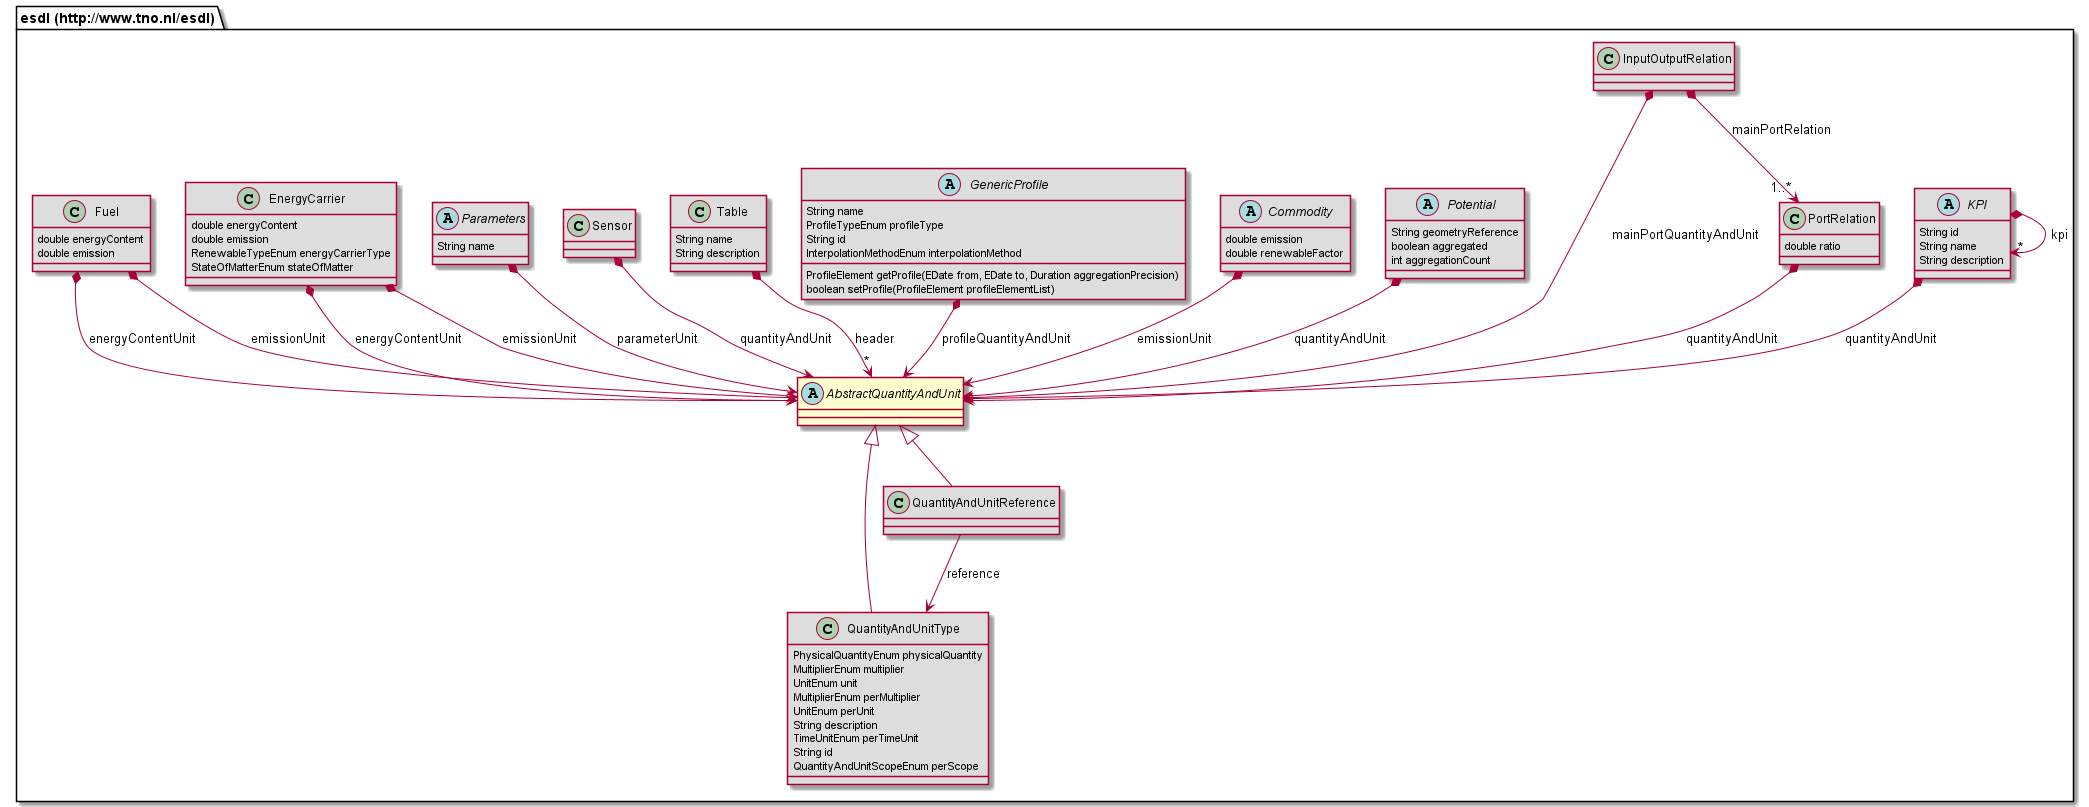 esdl (http://www.tno.nl/esdl)
C InputOutputRelation
mainPortRelation
1..*
C Fuel
double energyContent
double emission
C EnergyCarrier
double energyContent
double emission
RenewableTypeEnum energyCarrierType
StateOfMatterEnum stateOfMatter
A Parameters
String name
C Sensor
C Table
String name
String description
A GenericProfile
String name
ProfileTypeEnum profileType
String id
InterpolationMethodEnum interpolationMethod
ProfileElement getProfile(EDate from, EDate to, Duration aggregationPrecision)
boolean setProfile(ProfileElement profileElementList)
A Commodity
double emission
double renewableFactor
A Potential
String geometryReference
boolean aggregated
int aggregationCount
mainPortQuantityAndUnit
C PortRelation
double ratio
A KPI
String id
String name
String description
kpi
*
energyContentUnit
emissionUnit
energyContentUnit
emissionUnit
parameterUnit
quantityAndUnit
header
*
profileQuantityAndUnit
emissionUnit
quantityAndUnit
quantityAndUnit
quantityAndUnit
A AbstractQuantityAndUnit
C QuantityAndUnitReference
reference
C QuantityAndUnitType
PhysicalQuantityEnum physicalQuantity
MultiplierEnum multiplier
UnitEnum unit
MultiplierEnum perMultiplier
UnitEnum perUnit
String description
TimeUnitEnum perTimeUnit
String id
QuantityAndUnitScopeEnum perScope